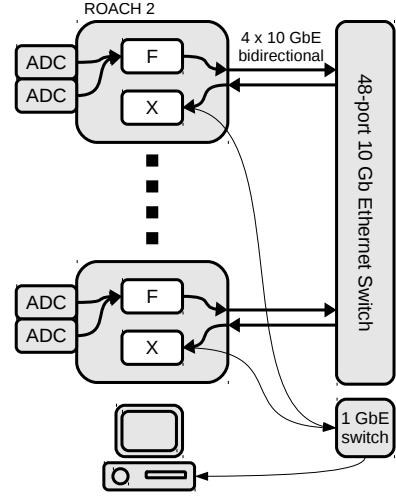 ROACH 2
ADC
ADC
F
X
4 x 10 GbE
bidirectional
48-port 10 Gb Ethernet Switch
ADC
ADC
F
X
1 GbE
switch